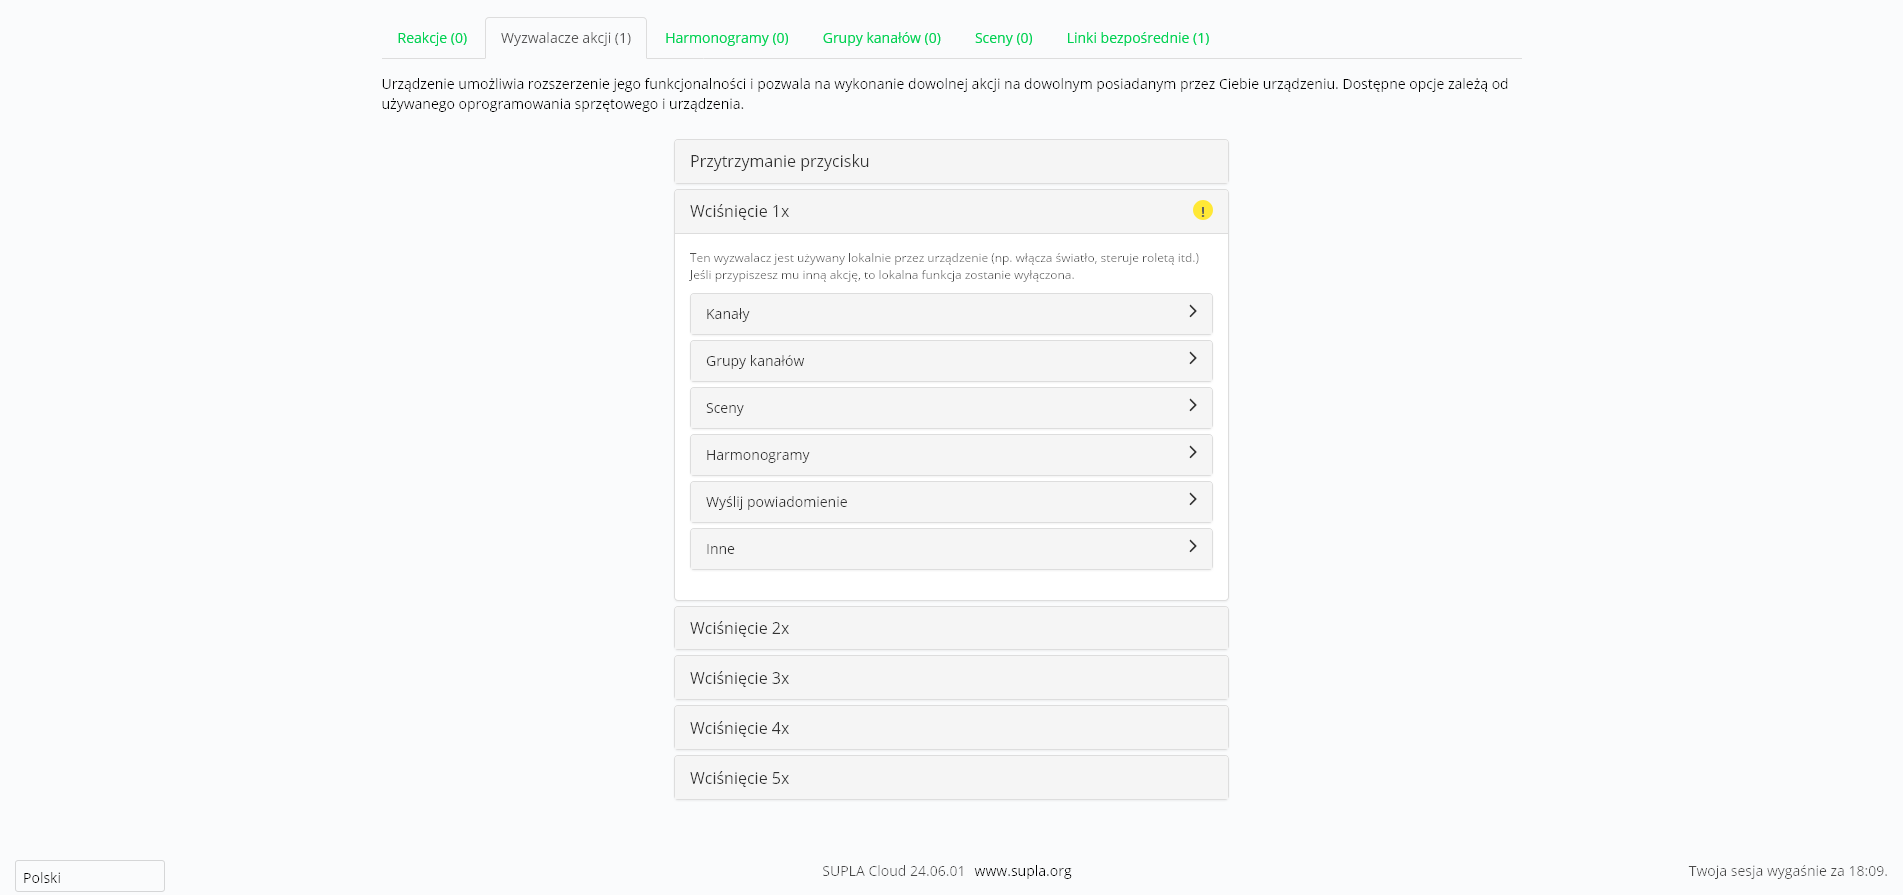 Reakcje (0) Wyzwalacze akcji (1) Harmonogramy (0) Grupy kanałów (0) Sceny (0) Linki bezpośrednie (1)
Urządzenie umożliwia rozszerzenie jego funkcjonalności i pozwala na wykonanie dowolnej akcji na dowolnym posiadanym przez Ciebie urządzeniu. Dostępne opcje zależą od
używanego oprogramowania sprzętowego i urządzenia.
Przytrzymanie przycisku
Wciśnięcie 1x !
Ten wyzwalacz jest używany lokalnie przez urządzenie (np. włącza światło, steruje roletą itd.)
Jeśli przypiszesz mu inną akcję, to lokalna funkcja zostanie wyłączona.
Kanały
Grupy kanałów
Sceny
Harmonogramy
Wyślij powiadomienie
Inne
Wciśnięcie 2x
Wciśnięcie 3x
Wciśnięcie 4x
Wciśnięcie 5x
Polski SUPLA Cloud 24.06.01 www.supla.org Twoja sesja wygaśnie za 18:09.